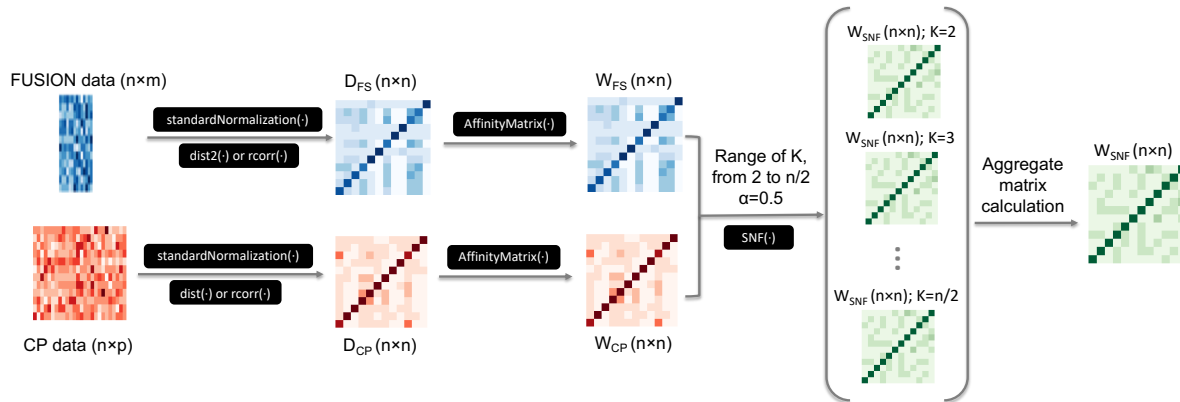 FUSION data (n×m)
standardNormalization(·)
dist2(·) or rcorr(·)
D_FS (n×n)
AffinityMatrix(·)
W_FS (n×n)
CP data (n×p)
standardNormalization(·)
dist(·) or rcorr(·)
D_CP (n×n)
AffinityMatrix(·)
W_CP (n×n)
Range of K,
from 2 to n/2
α=0.5
SNF(·)
W_SNF (n×n); K=2
W_SNF (n×n); K=3
W_SNF (n×n); K=n/2
Aggregate
matrix
calculation
W_SNF (n×n)